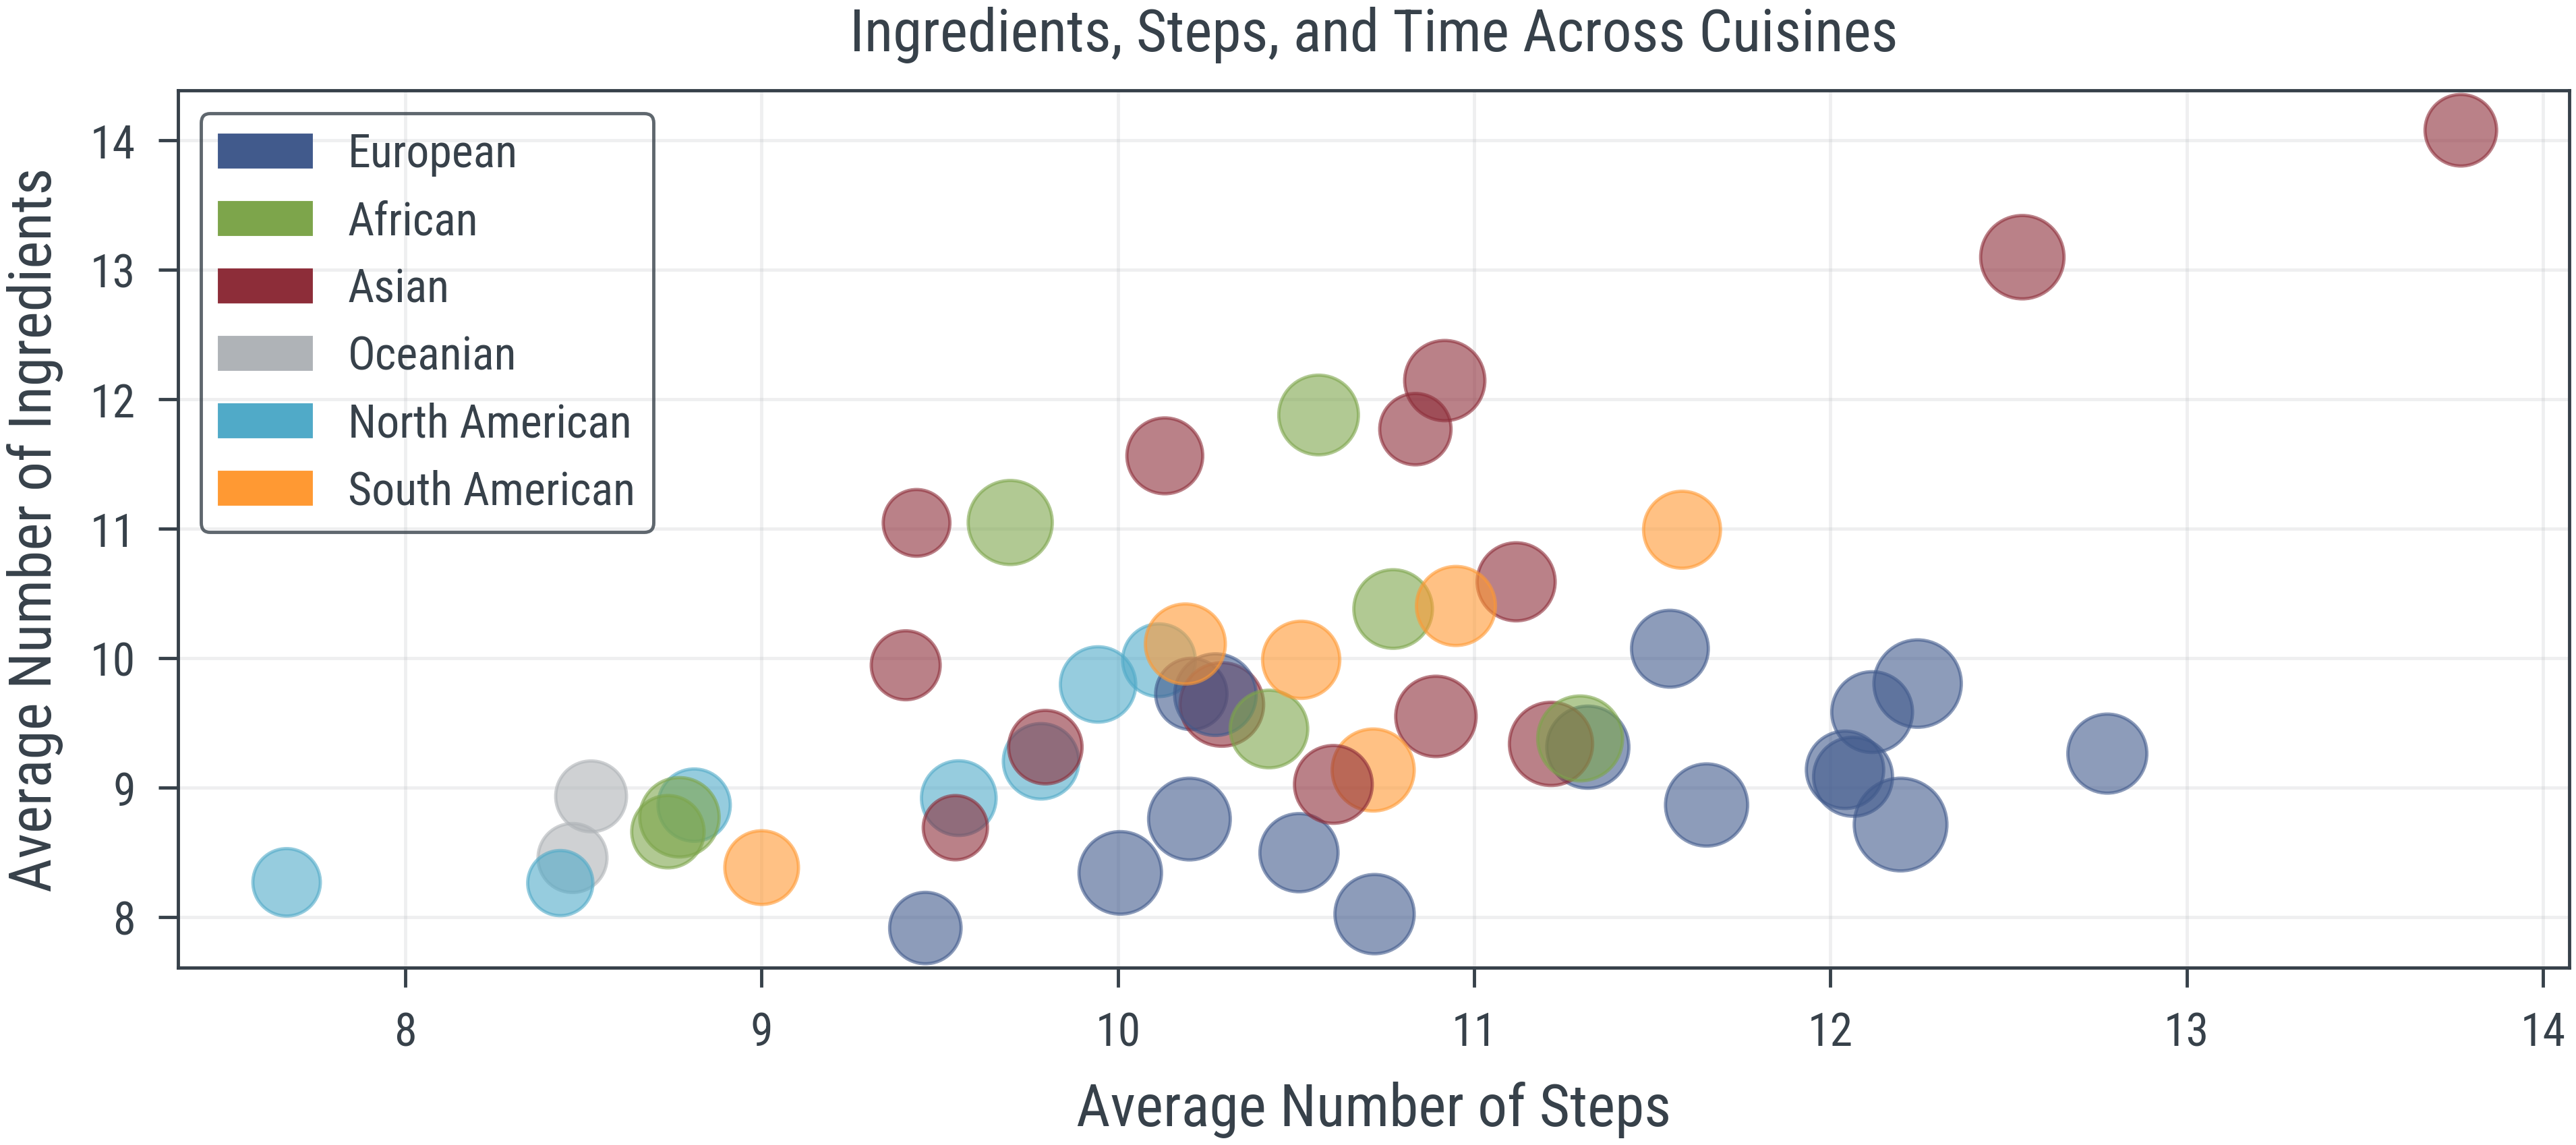 Ingredients, Steps, and Time Across Cuisines
European
African
Asian
Oceanian
North American
South American
Average Number of Ingredients
14
13
12
11
10
9
8
8
9
10
11
12
13
14
Average Number of Steps